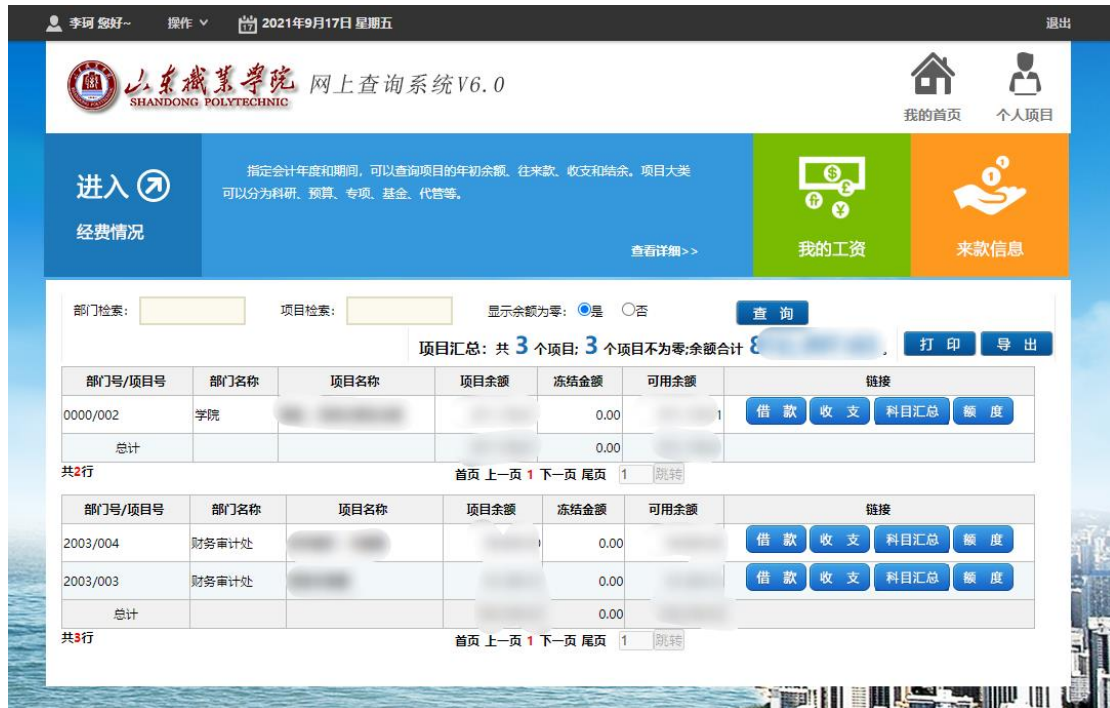 李珂 您好~ 操作 17 2021年9月17日 星期五 退出
山东职业学院 网上查询系统V6.0
SHANDONG POLYTECHNIC
我的首页 个人项目
进入
经费情况
指定会计年度和期间，可以查询项目的年初余额、往来款、收支和结余。项目大类
可以分为科研、预算、专项、基金、代管等。
查看详细>>
我的工资
来款信息
部门检索： 项目检索： 显示余额为零： 是 否 查 询
项目汇总：共 3 个项目; 3 个项目不为零;余额合计 8 打 印 导 出
部门号/项目号 部门名称 项目名称 项目余额 冻结金额 可用余额 链接
0000/002 学院 0.00 1 借 款 收 支 科目汇总 额 度
总计 0.00
共2行 首页 上一页 1 下一页 尾页 1 跳转
部门号/项目号 部门名称 项目名称 项目余额 冻结金额 可用余额 链接
2003/004 财务审计处 0.00 借 款 收 支 科目汇总 额 度
2003/003 财务审计处 0.00 借 款 收 支 科目汇总 额 度
总计 0.00
共3行 首页 上一页 1 下一页 尾页 1 跳转